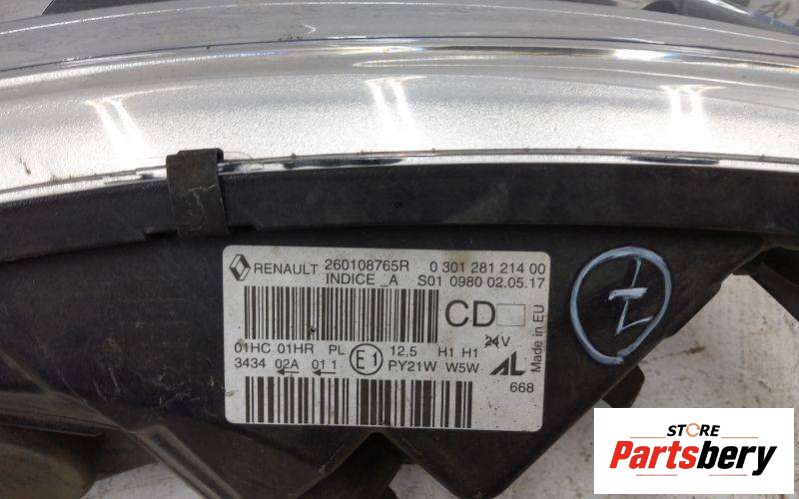 RENAULT 260108765R 0 301 281 214 00
INDICE _A S01 0980 02.05.17
CD
24V
Made in EU
01HC 01HR PL E1 12,5 H1 H1
3434 02A 01 1 PY21W W5W AL
668
Z
STORE
Partsbery